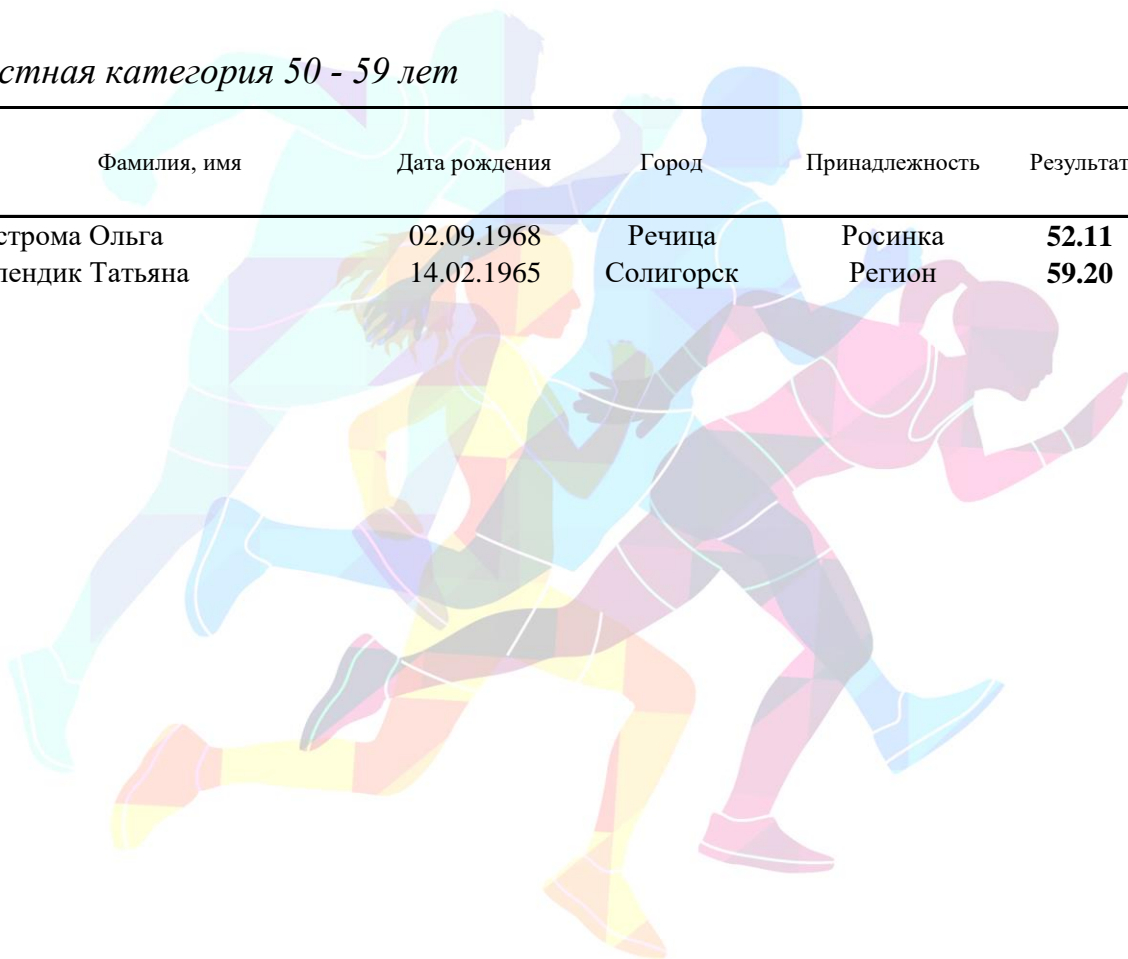 стная категория 50 - 59 лет
Фамилия, имя Дата рождения Город Принадлежность Результат
строма Ольга 02.09.1968 Речица Росинка 52.11
лендик Татьяна 14.02.1965 Солигорск Регион 59.20